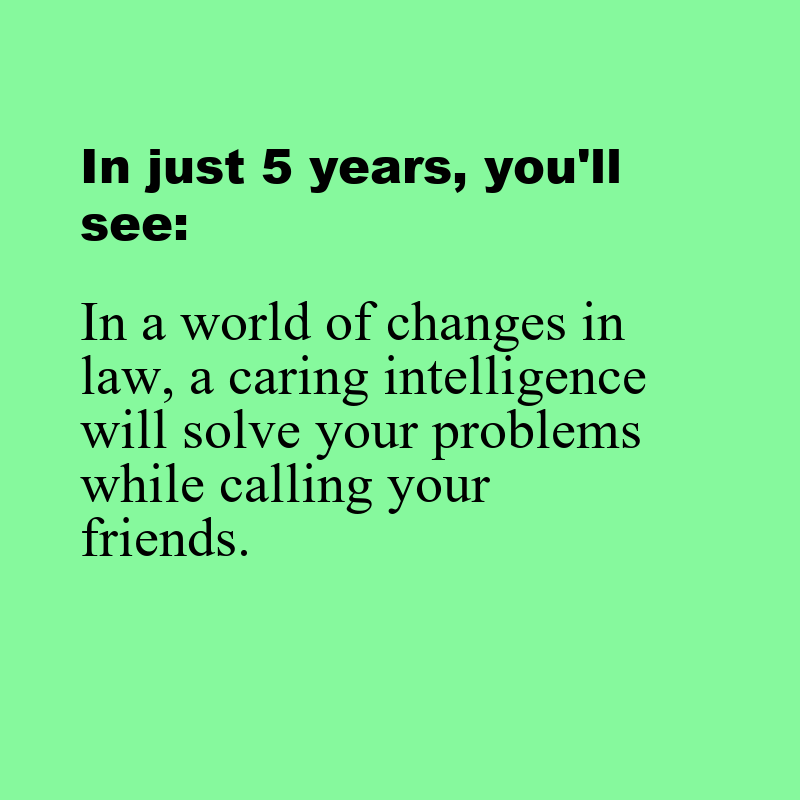 In just 5 years, you'll
see:
In a world of changes in
law, a caring intelligence
will solve your problems
while calling your
friends.